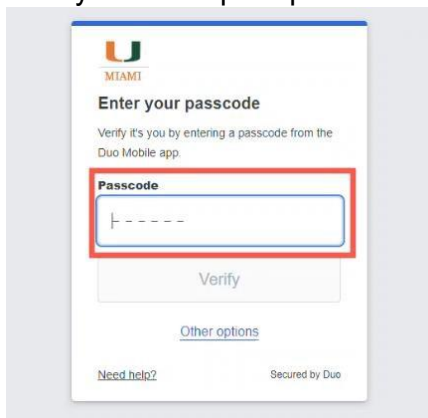 U
MIAMI
Enter your passcode
Verify it's you by entering a passcode from the
Duo Mobile app.
Passcode
Verify
Other options
Need help? Secured by Duo